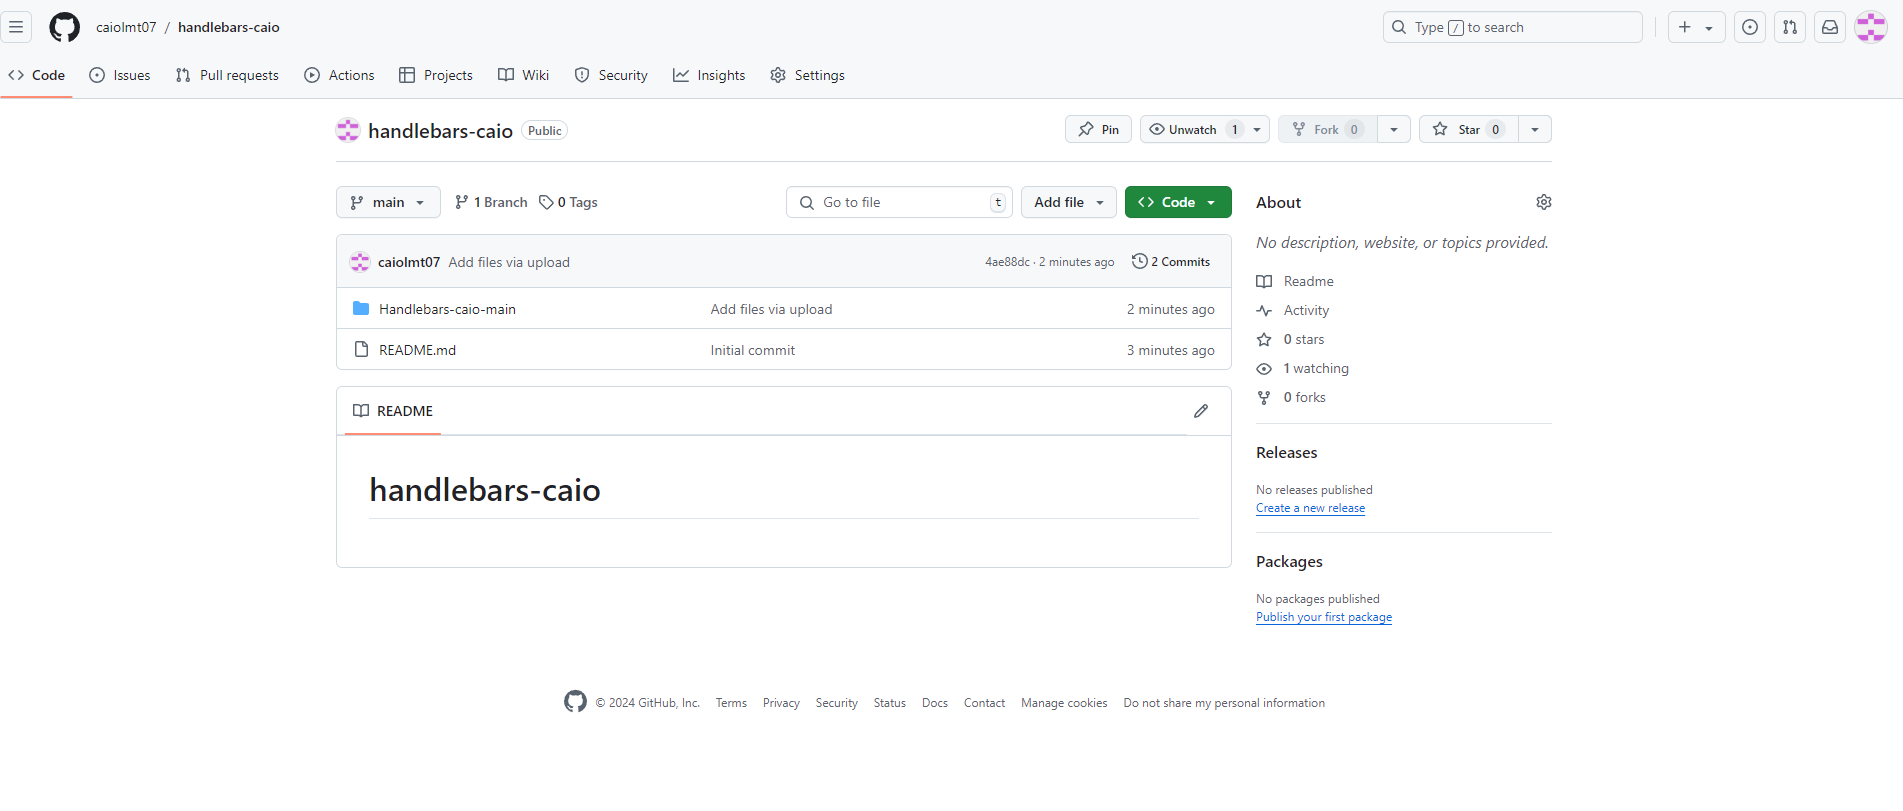 caiolmt07 / handlebars-caio
Type / to search
Code Issues Pull requests Actions Projects Wiki Security Insights Settings
handlebars-caio Public
Pin Unwatch 1 Fork 0 Star 0
main 1 Branch 0 Tags
Go to file t Add file Code
caiolmt07 Add files via upload 4ae88dc · 2 minutes ago 2 Commits
Handlebars-caio-main Add files via upload 2 minutes ago
README.md Initial commit 3 minutes ago
README
handlebars-caio
About
No description, website, or topics provided.
Readme
Activity
0 stars
1 watching
0 forks
Releases
No releases published
Create a new release
Packages
No packages published
Publish your first package
© 2024 GitHub, Inc. Terms Privacy Security Status Docs Contact Manage cookies Do not share my personal information